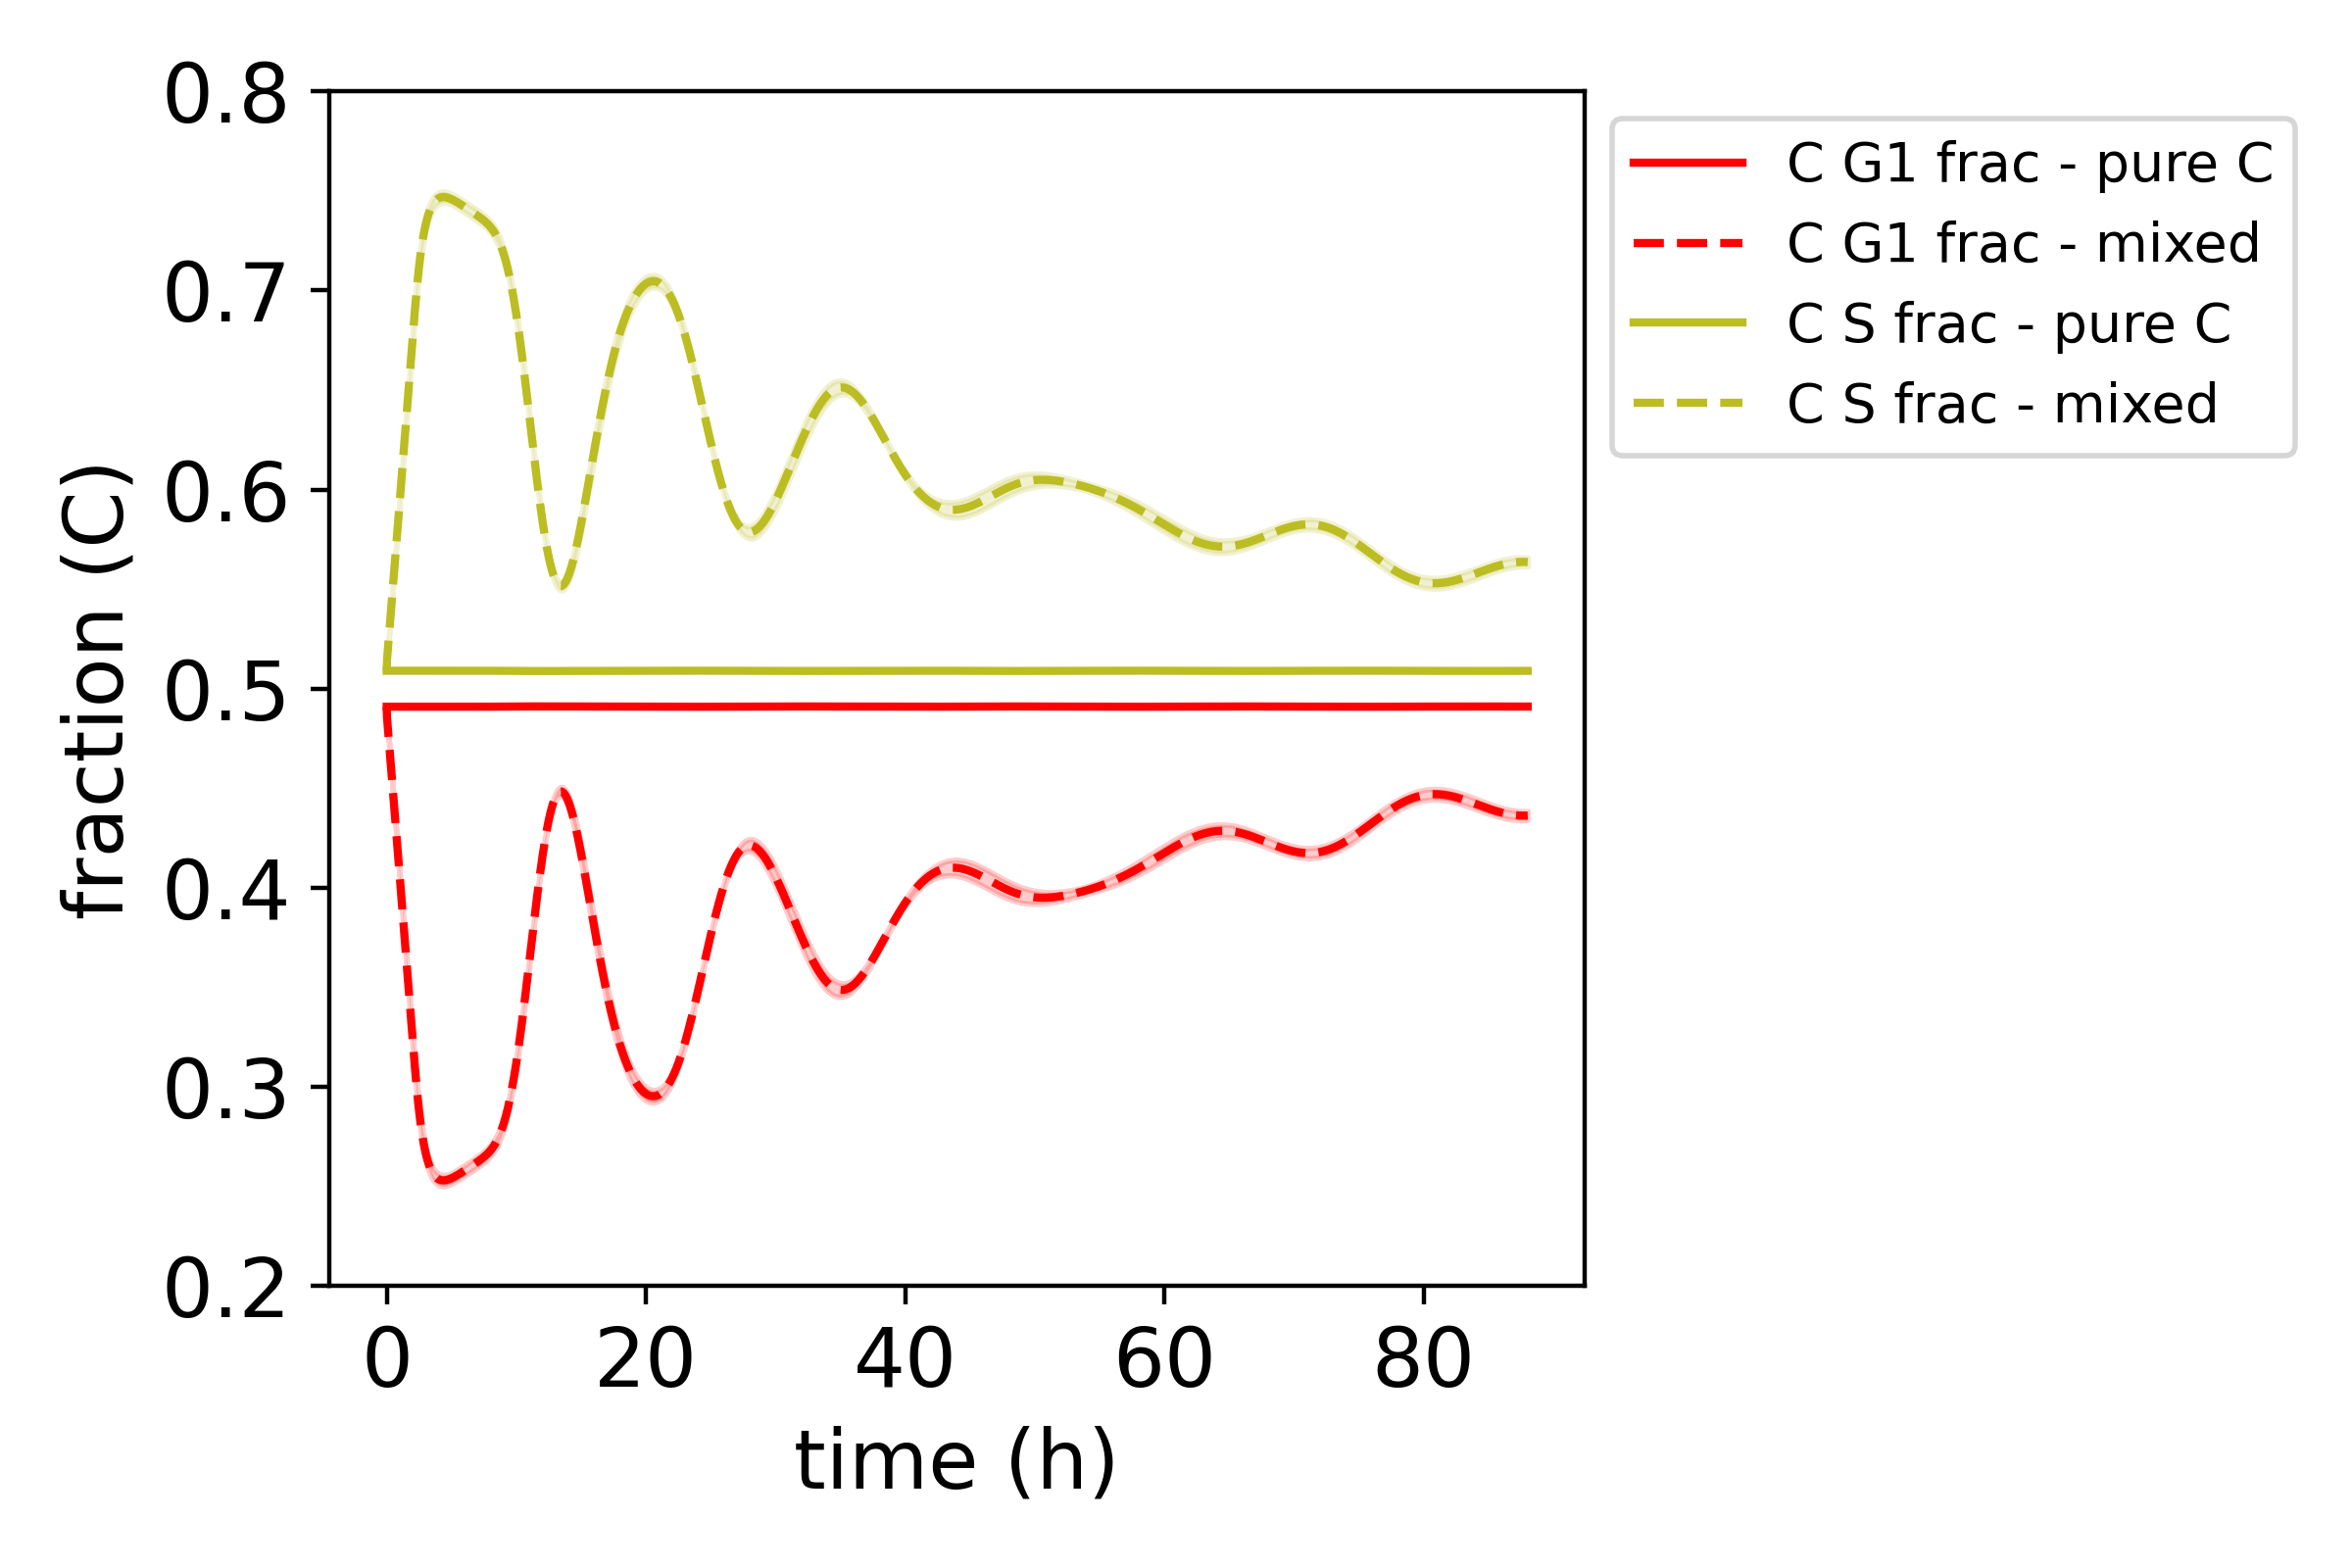 0.8
0.7
0.6
0.5
0.4
0.3
0.2
fraction (C)
0 20 40 60 80
time (h)
C G1 frac - pure C
C G1 frac - mixed
C S frac - pure C
C S frac - mixed